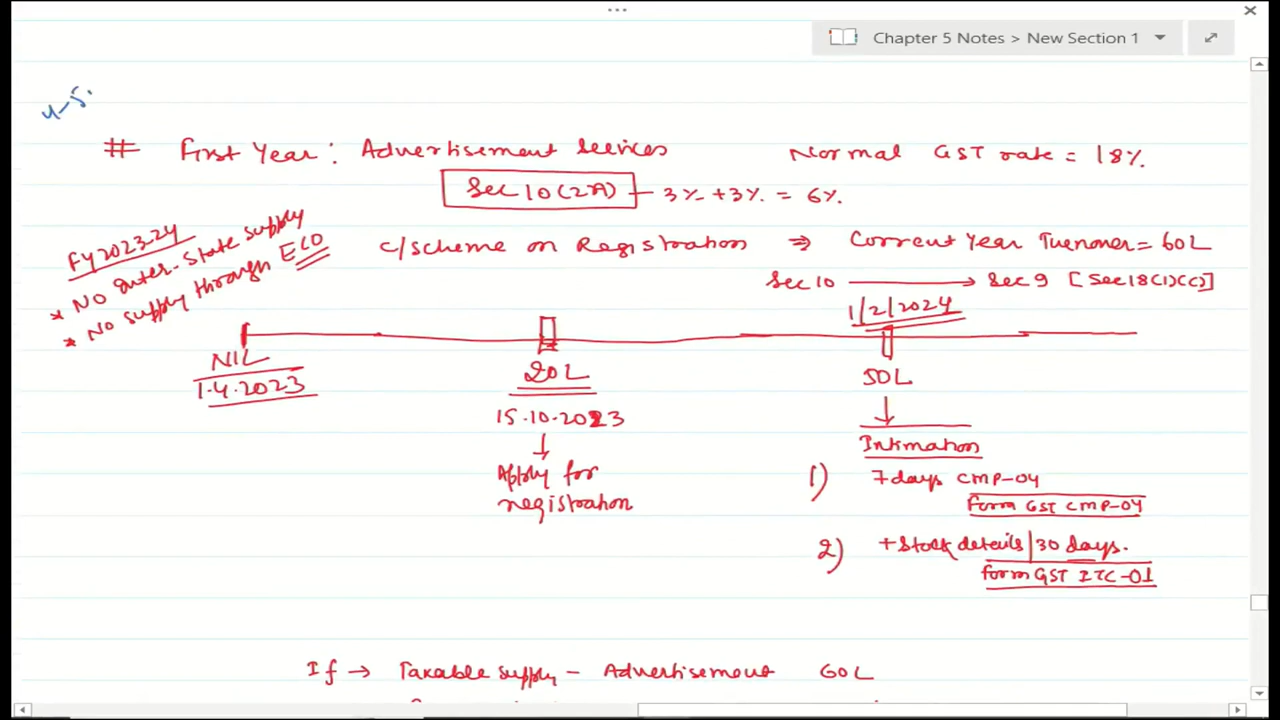 Chapter 5 Notes > New Section 1
4-5.
# First Year: Advertisement Services Normal GST rate = 18%.
Sec 10(2A) - 3% + 3% = 6%.
FY 2023-24
* NO Inter-State supply
* No supply through ECO
c/scheme on Registration ⇒ Current Year Turnover = 60L
Sec 10 → Sec 9 [Sec 18(1)(c)]
1/2/2024
NIL
1.4.2023
20L
15.10.2023
Apply for
registration
50L
↓
Intimation
1) 7 days CMP-04
Form GST CMP-04
2) + Stock details | 30 days.
form GST ITC-01
If → Taxable supply - Advertisement 60L